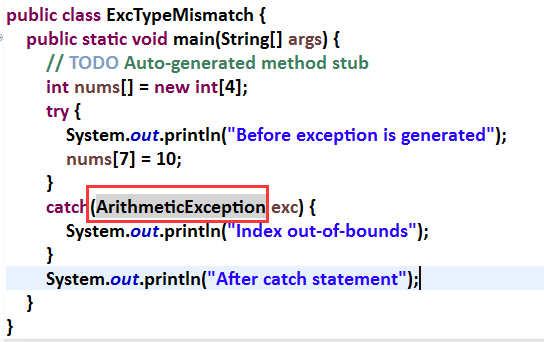 public class ExcTypeMismatch {
public static void main(String[] args) {
// TODO Auto-generated method stub
int nums[] = new int[4];
try {
System.out.println("Before exception is generated");
nums[7] = 10;
}
catch(ArithmeticException exc) {
System.out.println("Index out-of-bounds");
}
System.out.println("After catch statement");
}
}